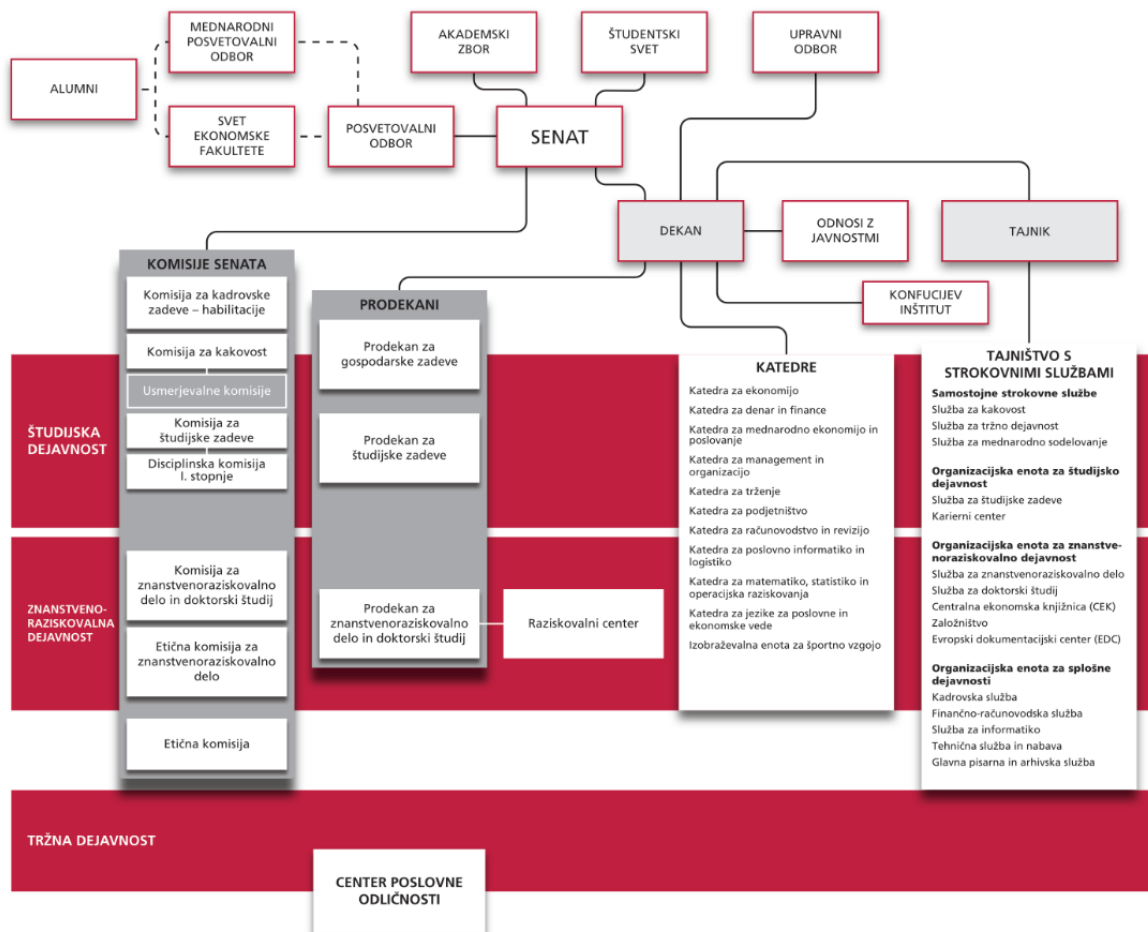 MEDNARODNI
POSVETOVALNI
ODBOR
AKADEMSKI
ZBOR
ŠTUDENTSKI
SVET
UPRAVNI
ODBOR
ALUMNI
SVET
EKONOMSKE
FAKULTETE
POSVETOVALNI
ODBOR
SENAT
DEKAN
ODNOSI Z
JAVNOSTMI
TAJNIK
KONFUCIJEV
INŠTITUT
KOMISIJE SENATA
Komisija za kadrovske
zadeve – habilitacije
Komisija za kakovost
Usmerjevalne komisije
Komisija za
študijske zadeve
Disciplinska komisija
I. stopnje
Komisija za
znanstvenoraziskovalno
delo in doktorski študij
Etična komisija za
znanstvenoraziskovalno
delo
Etična komisija
PRODEKANI
Prodekan za
gospodarske zadeve
Prodekan za
študijske zadeve
Prodekan za
znanstvenoraziskovalno
delo in doktorski študij
Raziskovalni center
KATEDRE
Katedra za ekonomijo
Katedra za denar in finance
Katedra za mednarodno ekonomijo in
poslovanje
Katedra za management in
organizacijo
Katedra za trženje
Katedra za podjetništvo
Katedra za računovodstvo in revizijo
Katedra za poslovno informatiko in
logistiko
Katedra za matematiko, statistiko in
operacijska raziskovanja
Katedra za jezike za poslovne in
ekonomske vede
Izobraževalna enota za športno vzgojo
TAJNIŠTVO S
STROKOVNIMI SLUŽBAMI
Samostojne strokovne službe
Služba za kakovost
Služba za tržno dejavnost
Služba za mednarodno sodelovanje
Organizacijska enota za študijsko
dejavnost
Služba za študijske zadeve
Karierni center
Organizacijska enota za znanstve-
noraziskovalno dejavnost
Služba za znanstvenoraziskovalno delo
Služba za doktorski študij
Centralna ekonomska knjižnica (CEK)
Založništvo
Evropski dokumentacijski center (EDC)
Organizacijska enota za splošne
dejavnosti
Kadrovska služba
Finančno-računovodska služba
Služba za informatiko
Tehnična služba in nabava
Glavna pisarna in arhivska služba
ŠTUDIJSKA
DEJAVNOST
ZNANSTVENO-
RAZISKOVALNA
DEJAVNOST
TRŽNA DEJAVNOST
CENTER POSLOVNE
ODLIČNOSTI